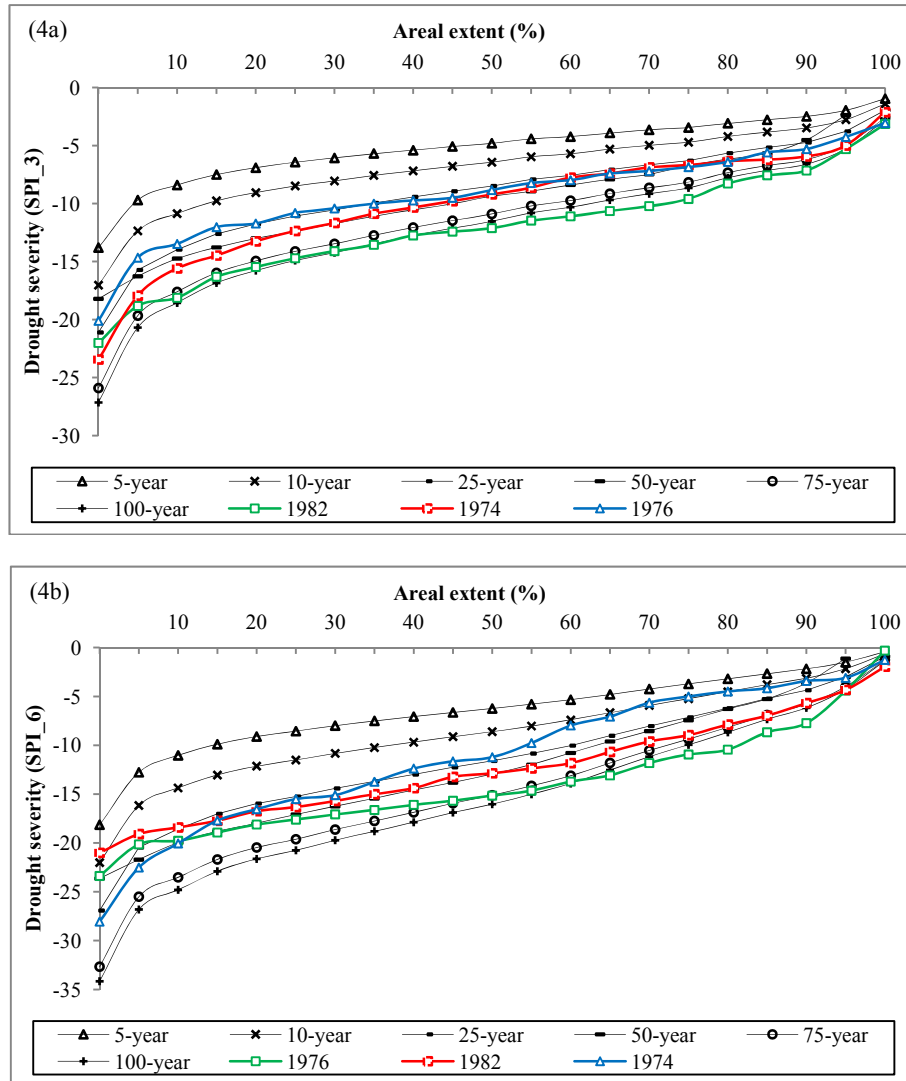 (4a)
Areal extent (%)
10 20 30 40 50 60 70 80 90 100
0
-5
-10
-15
-20
-25
-30
Drought severity (SPI_3)
5-year 10-year 25-year 50-year 75-year
100-year 1982 1974 1976
(4b)
Areal extent (%)
10 20 30 40 50 60 70 80 90 100
0
-5
-10
-15
-20
-25
-30
-35
Drought severity (SPI_6)
5-year 10-year 25-year 50-year 75-year
100-year 1976 1982 1974